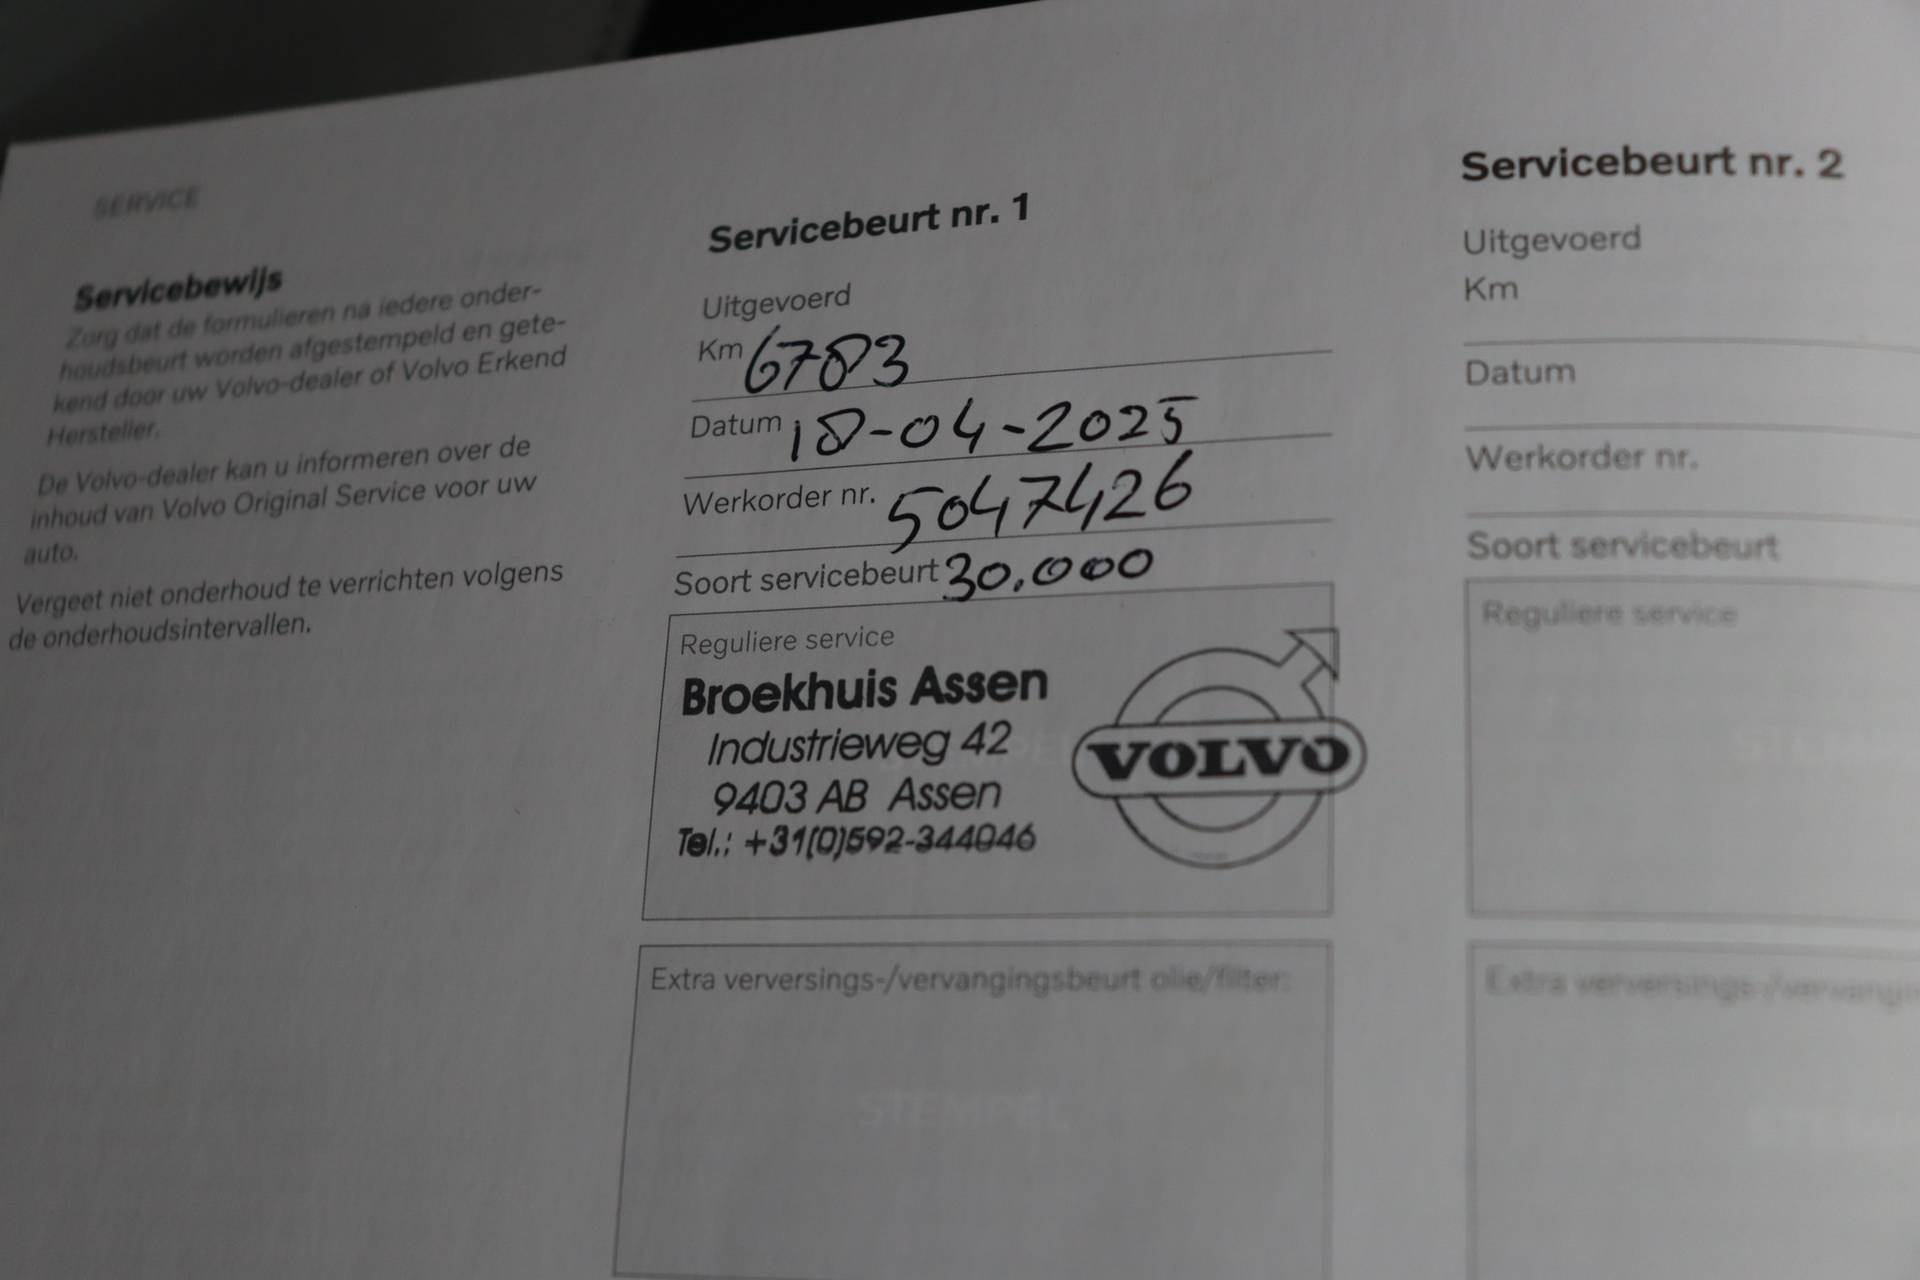 SERVICE
Servicebewijs
Zorg dat de formulieren na iedere onder-
houdsbeurt worden afgestempeld en gete-
kend door uw Volvo-dealer of Volvo Erkend
Hersteller.
De Volvo-dealer kan u informeren over de
inhoud van Volvo Original Service voor uw
auto.
Vergeet niet onderhoud te verrichten volgens
de onderhoudsintervallen.
Servicebeurt nr. 1
Uitgevoerd
Km 6783
Datum 18-04-2025
Werkorder nr. 5047426
Soort servicebeurt 30.000
Reguliere service
Broekhuis Assen
Industrieweg 42
9403 AB Assen
Tel.: +31(0)592-344046
VOLVO
Extra verversings-/vervangingsbeurt olie/filter:
STEMPEL
Servicebeurt nr. 2
Uitgevoerd
Km
Datum
Werkorder nr.
Soort servicebeurt
Reguliere service
Extra verversings-/